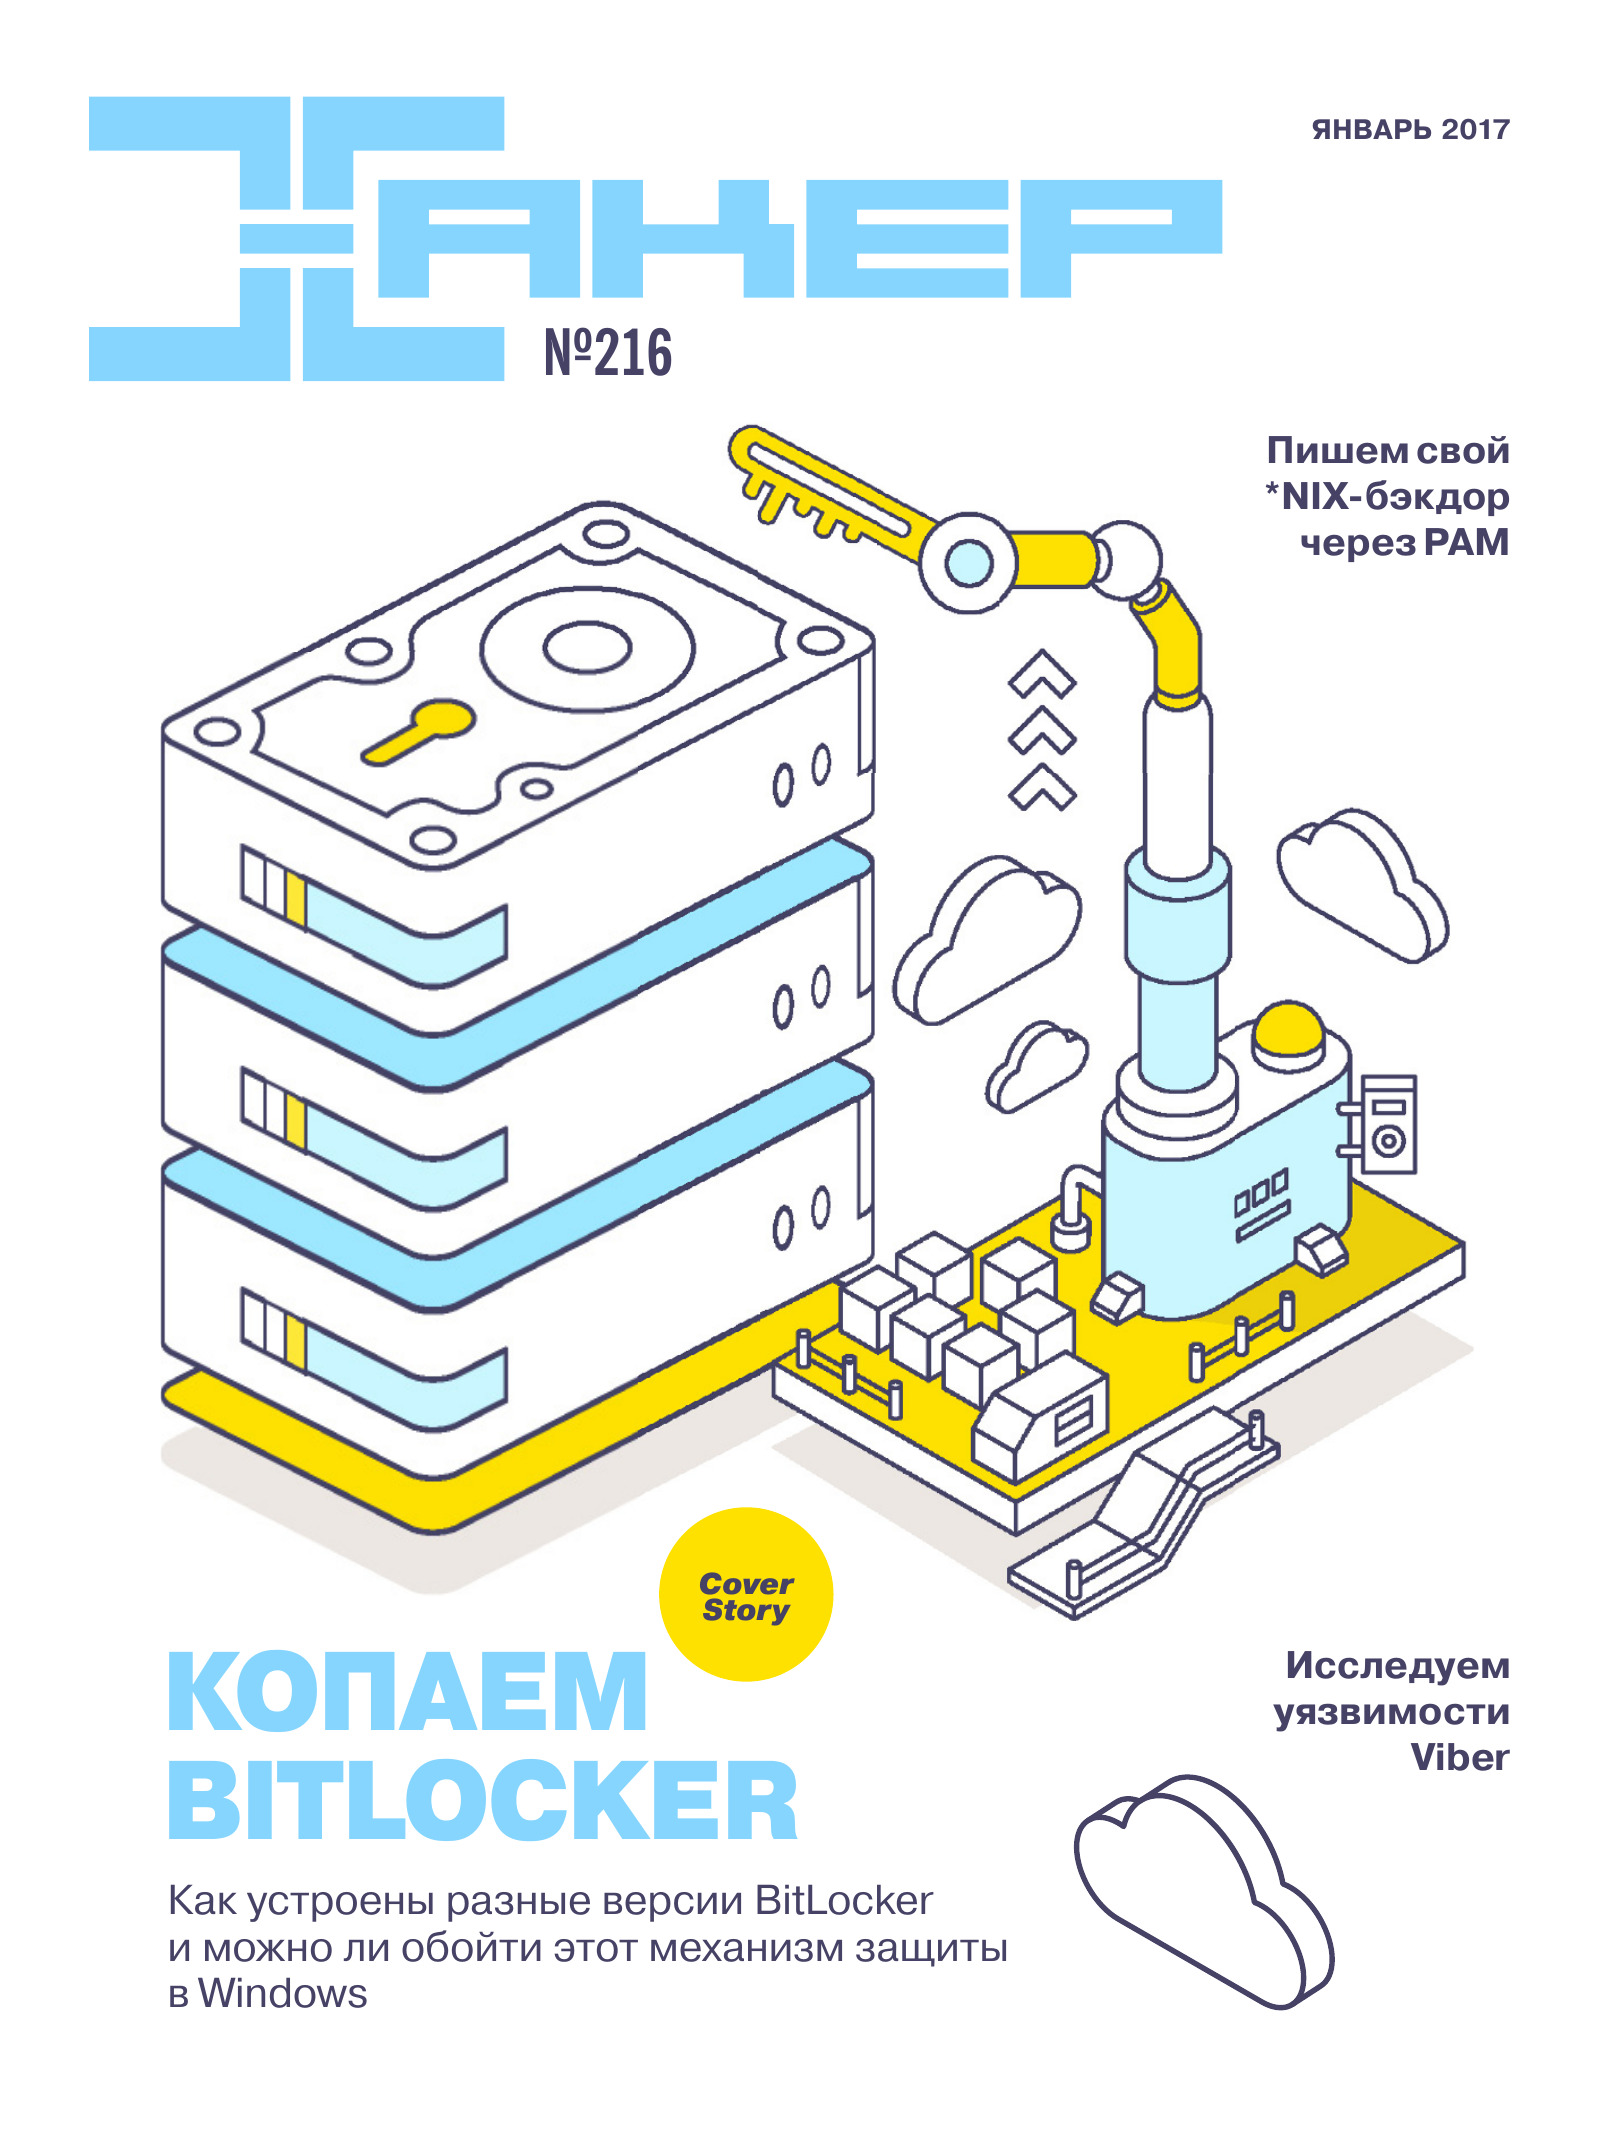 ХАКЕР
ЯНВАРЬ 2017
№216
Пишем свой
*NIX-бэкдор
через PAM
Cover
Story
КОПАЕМ
BITLOCKER
Как устроены разные версии BitLocker
и можно ли обойти этот механизм защиты
в Windows
Исследуем
уязвимости
Viber